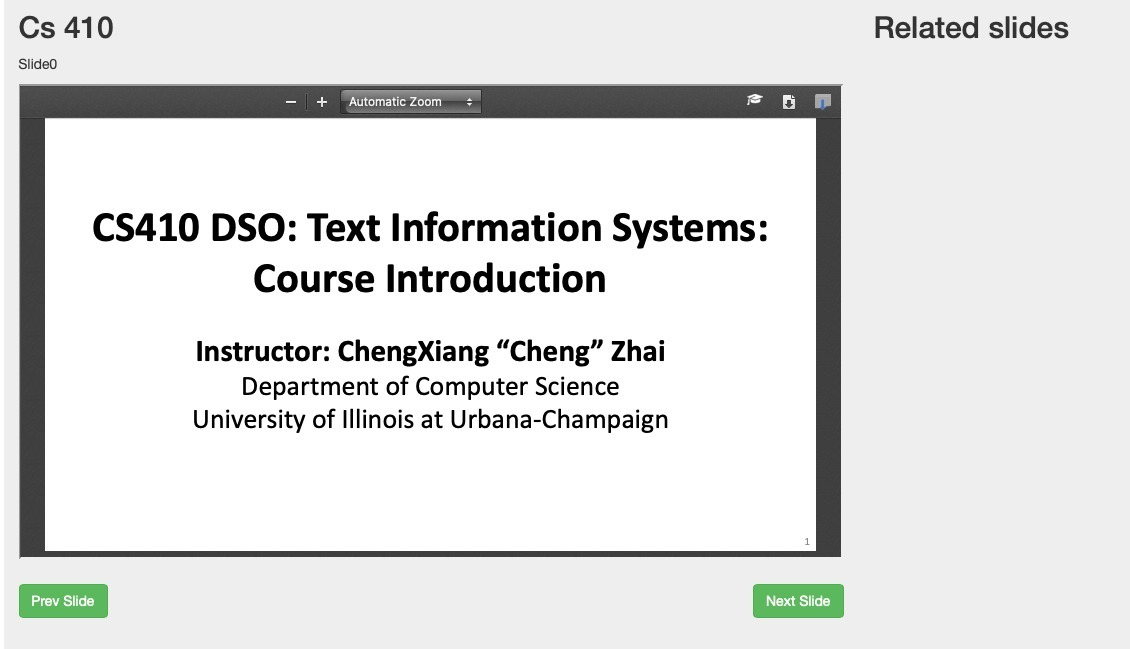 Cs 410
Related slides
Slide0
Automatic Zoom
CS410 DSO: Text Information Systems:
Course Introduction
Instructor: ChengXiang “Cheng” Zhai
Department of Computer Science
University of Illinois at Urbana-Champaign
1
Prev Slide
Next Slide